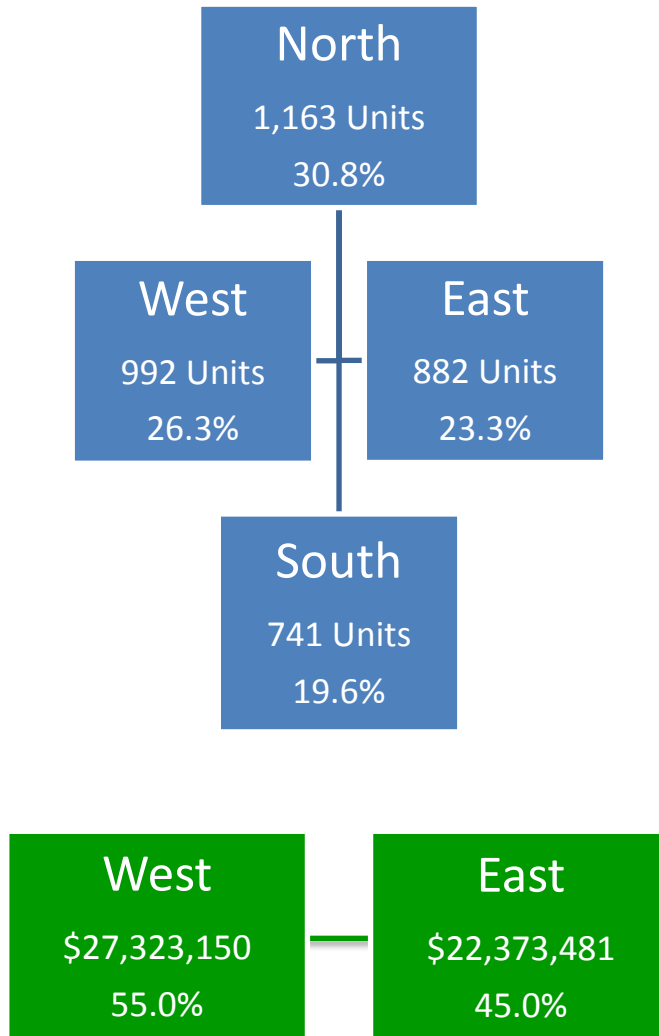 North
1,163 Units
30.8%
West
992 Units
26.3%
East
882 Units
23.3%
South
741 Units
19.6%
West
$27,323,150
55.0%
East
$22,373,481
45.0%